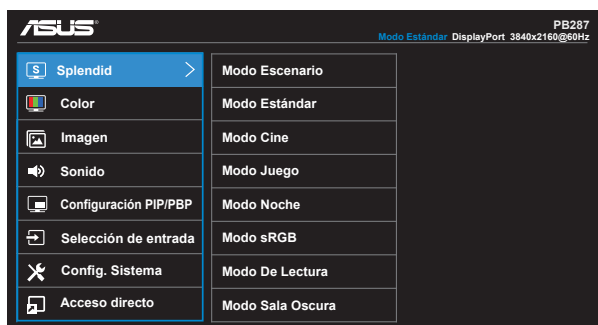 ASUS
PB287
Modo Estándar DisplayPort 3840x2160@60Hz
S Splendid
Color
Imagen
Sonido
Configuración PIP/PBP
Selección de entrada
Config. Sistema
Acceso directo
Modo Escenario
Modo Estándar
Modo Cine
Modo Juego
Modo Noche
Modo sRGB
Modo De Lectura
Modo Sala Oscura